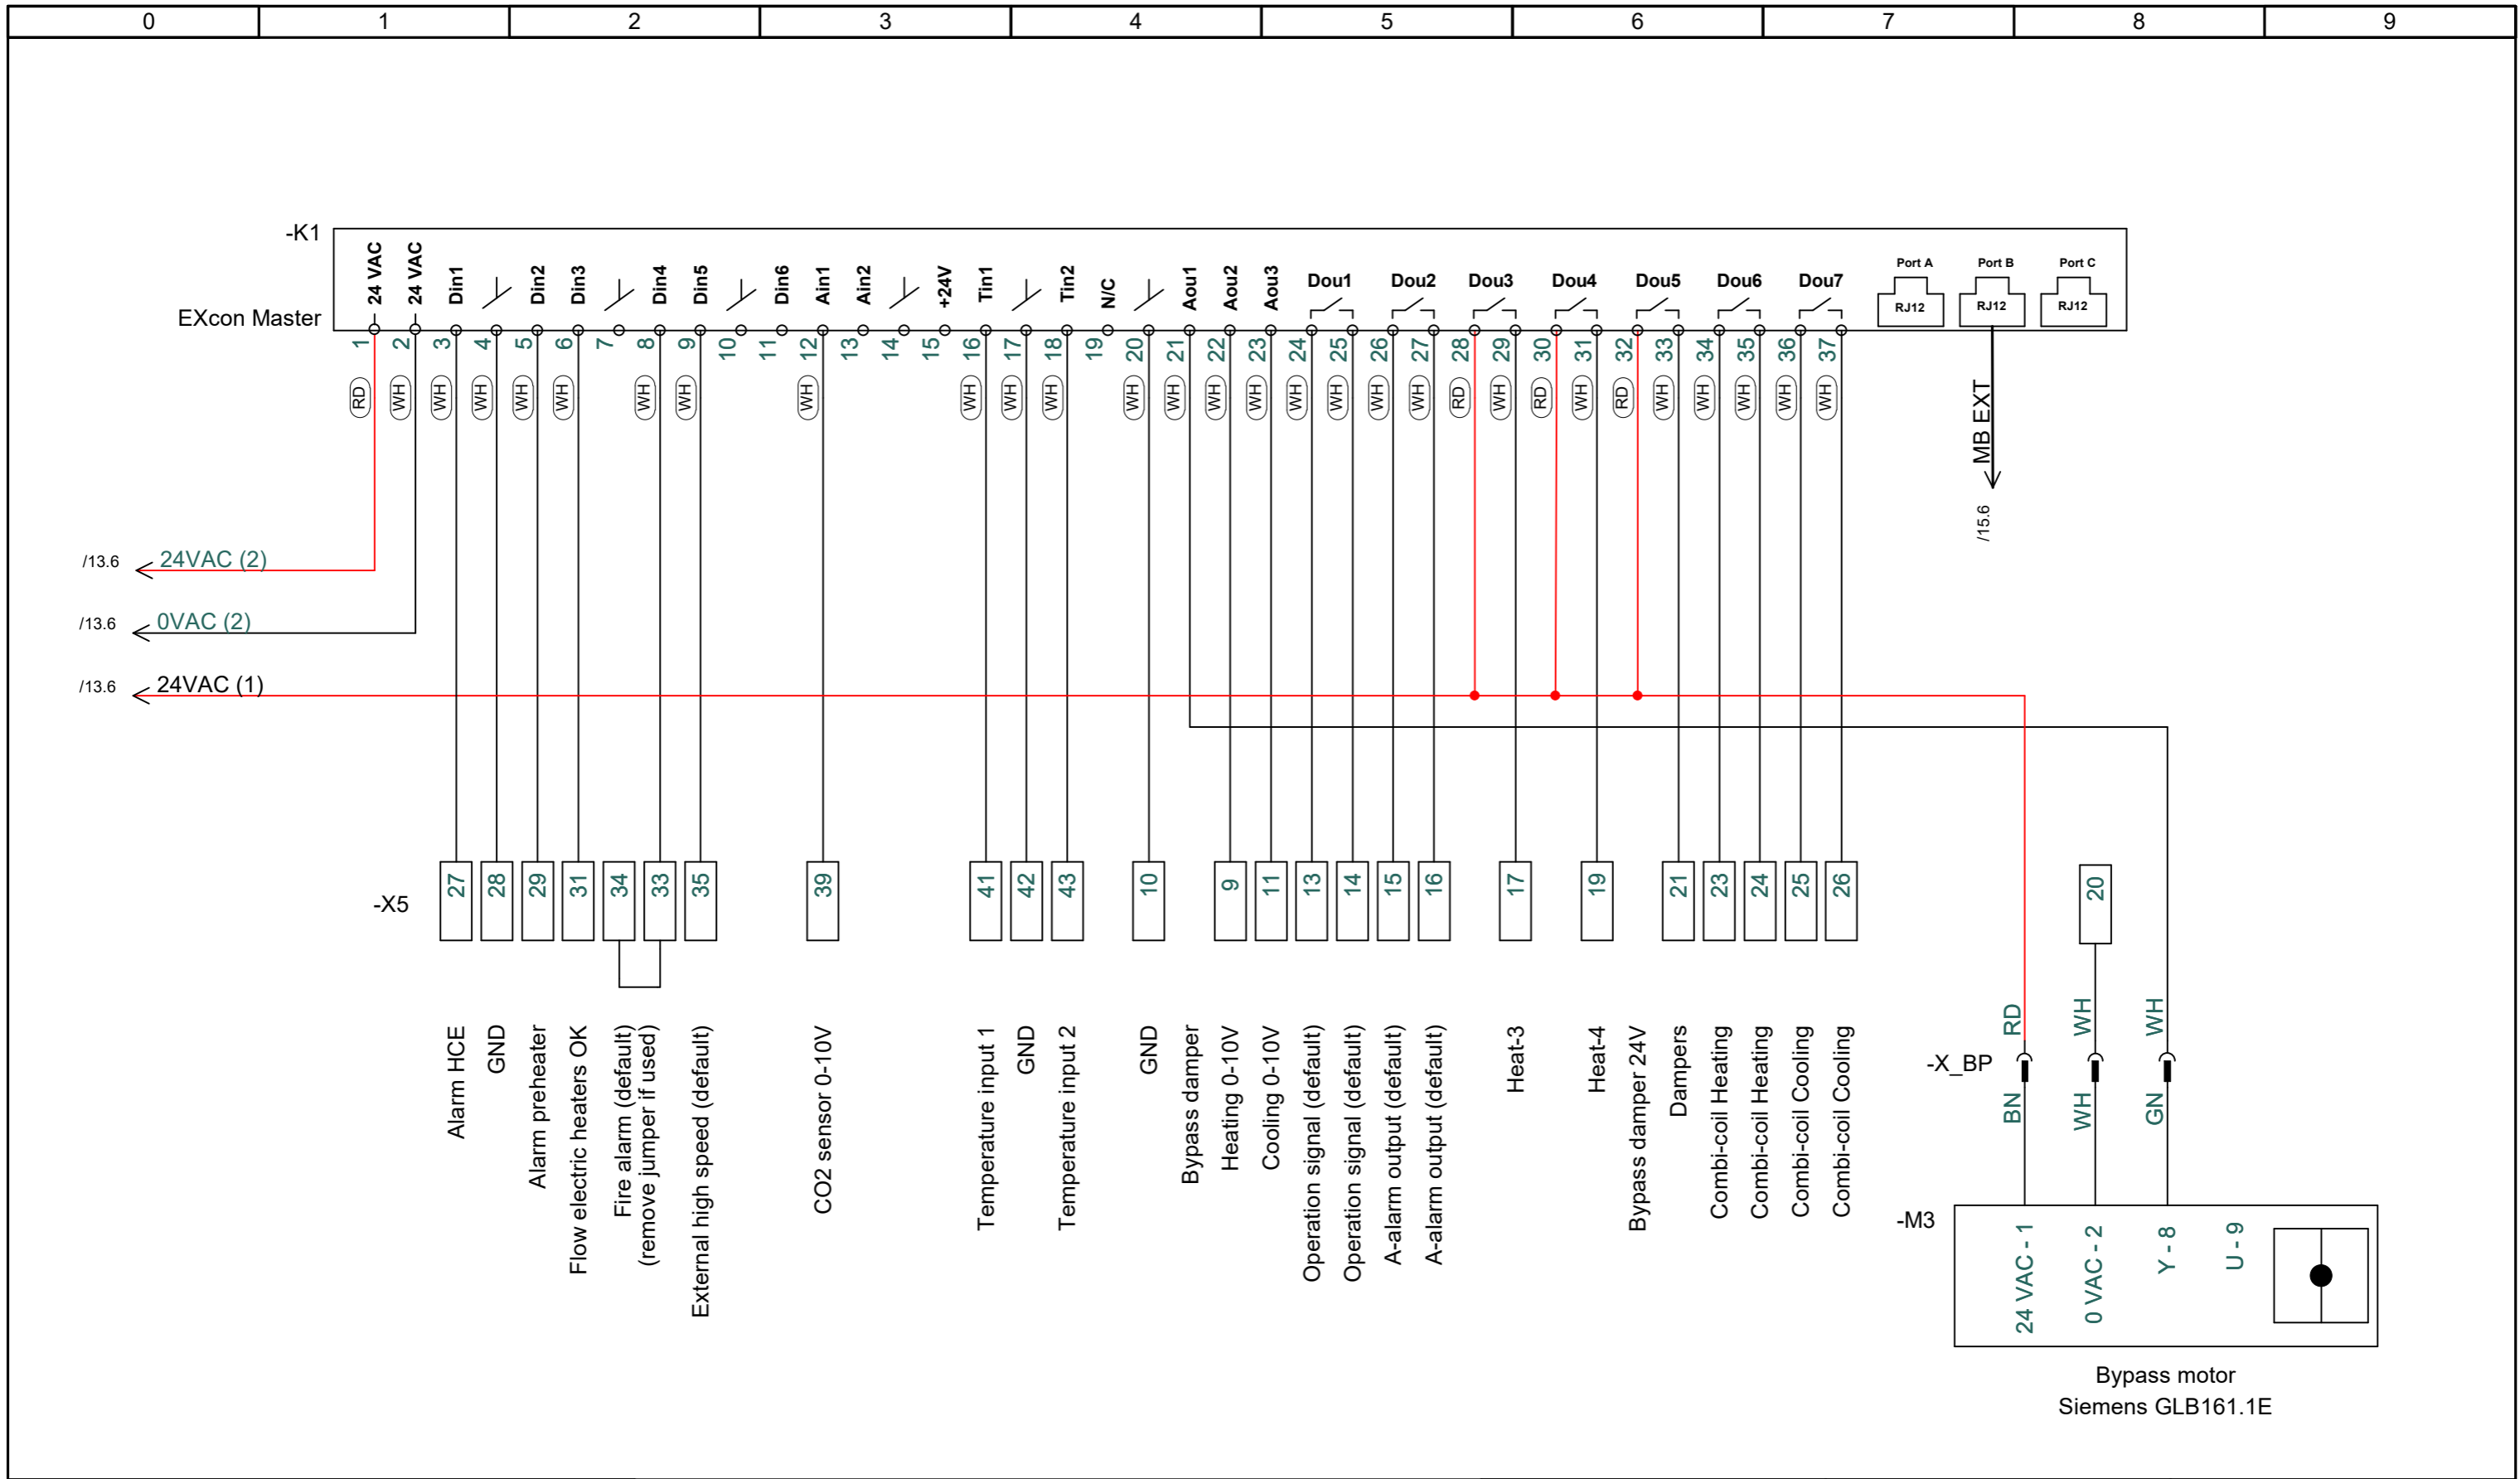 0 1 2 3 4 5 6 7 8 9
-K1
EXcon Master
24 VAC
24 VAC
Din1
Din2
Din3
Din4
Din5
Din6
Ain1
Ain2
+24V
Tin1
Tin2
N/C
Aou1
Aou2
Aou3
Dou1
Dou2
Dou3
Dou4
Dou5
Dou6
Dou7
Port A
Port B
Port C
RJ12
RJ12
RJ12
1 2 3 4 5 6 7 8 9 10 11 12 13 14 15 16 17 18 19 20 21 22 23 24 25 26 27 28 29 30 31 32 33 34 35 36 37
RD WH WH WH WH WH WH WH WH WH WH WH WH WH WH WH WH WH WH WH RD WH RD WH RD WH WH WH WH WH
MB EXT
/15.6
/13.6 24VAC (2)
/13.6 0VAC (2)
/13.6 24VAC (1)
-X5
27 28 29 31 34 33 35 39 41 42 43 10 9 11 13 14 15 16 17 19 21 23 24 25 26 20
Alarm HCE
GND
Alarm preheater
Flow electric heaters OK
Fire alarm (default)
(remove jumper if used)
External high speed (default)
CO2 sensor 0-10V
Temperature input 1
GND
Temperature input 2
GND
Bypass damper
Heating 0-10V
Cooling 0-10V
Operation signal (default)
Operation signal (default)
A-alarm output (default)
A-alarm output (default)
Heat-3
Heat-4
Bypass damper 24V
Dampers
Combi-coil Heating
Combi-coil Heating
Combi-coil Cooling
Combi-coil Cooling
RD WH WH
-X_BP
BN WH GN
-M3
24 VAC - 1
0 VAC - 2
Y - 8
U - 9
Bypass motor
Siemens GLB161.1E